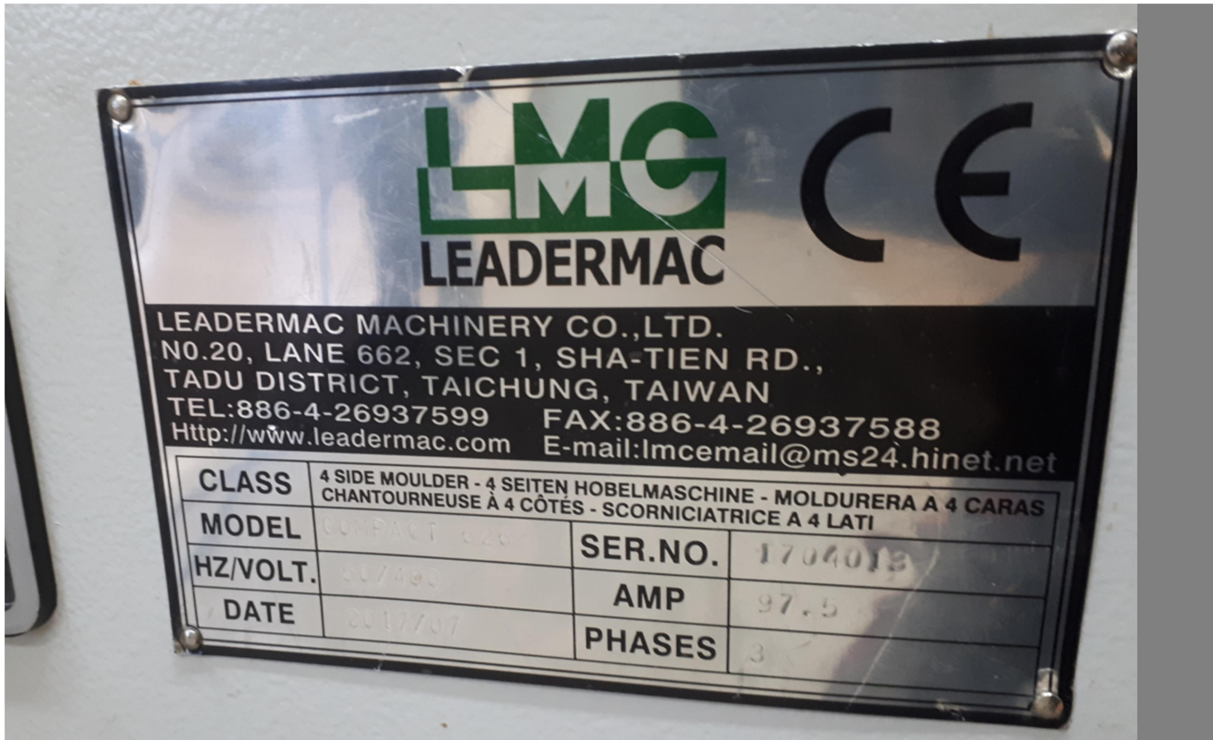 LMC
CE
LEADERMAC
LEADERMAC MACHINERY CO.,LTD.
N0.20, LANE 662, SEC 1, SHA-TIEN RD.,
TADU DISTRICT, TAICHUNG, TAIWAN
TEL:886-4-26937599 FAX:886-4-26937588
Http://www.leadermac.com E-mail:lmcemail@ms24.hinet.net
CLASS 4 SIDE MOULDER - 4 SEITEN HOBELMASCHINE - MOLDURERA A 4 CARAS
CHANTOURNEUSE À 4 CÔTÉS - SCORNICIATRICE A 4 LATI
MODEL COMPACT SER.NO.
HZ/VOLT. AMP 97.5
DATE 2017/07 PHASES 3